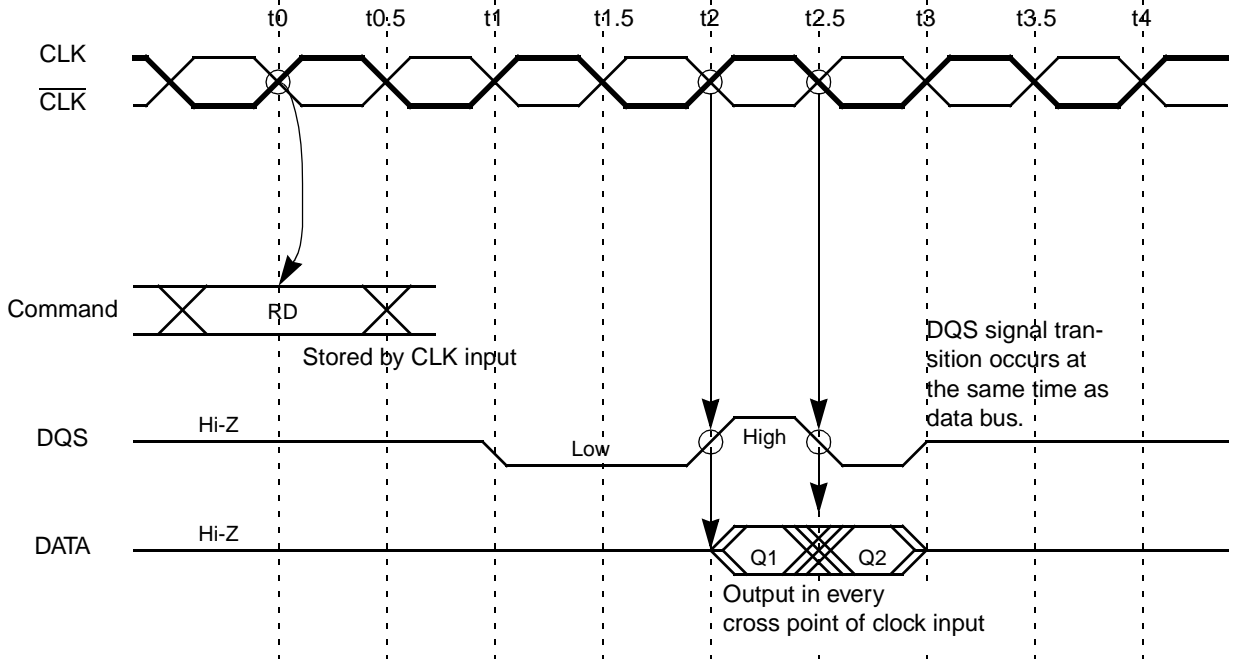 t0 t0.5 t1 t1.5 t2 t2.5 t3 t3.5 t4
CLK
CLK
Command
RD
Stored by CLK input
DQS signal tran-
sition occurs at
the same time as
data bus.
DQS
Hi-Z
Low
High
DATA
Hi-Z
Q1
Q2
Output in every
cross point of clock input